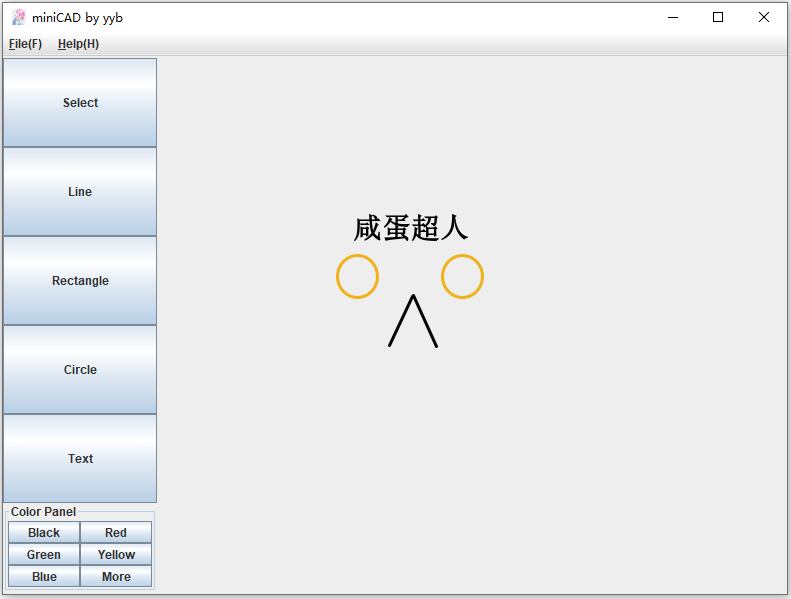 miniCAD by yyb
File(F) Help(H)
Select
Line
Rectangle
Circle
Text
咸蛋超人
Color Panel
Black Red
Green Yellow
Blue More